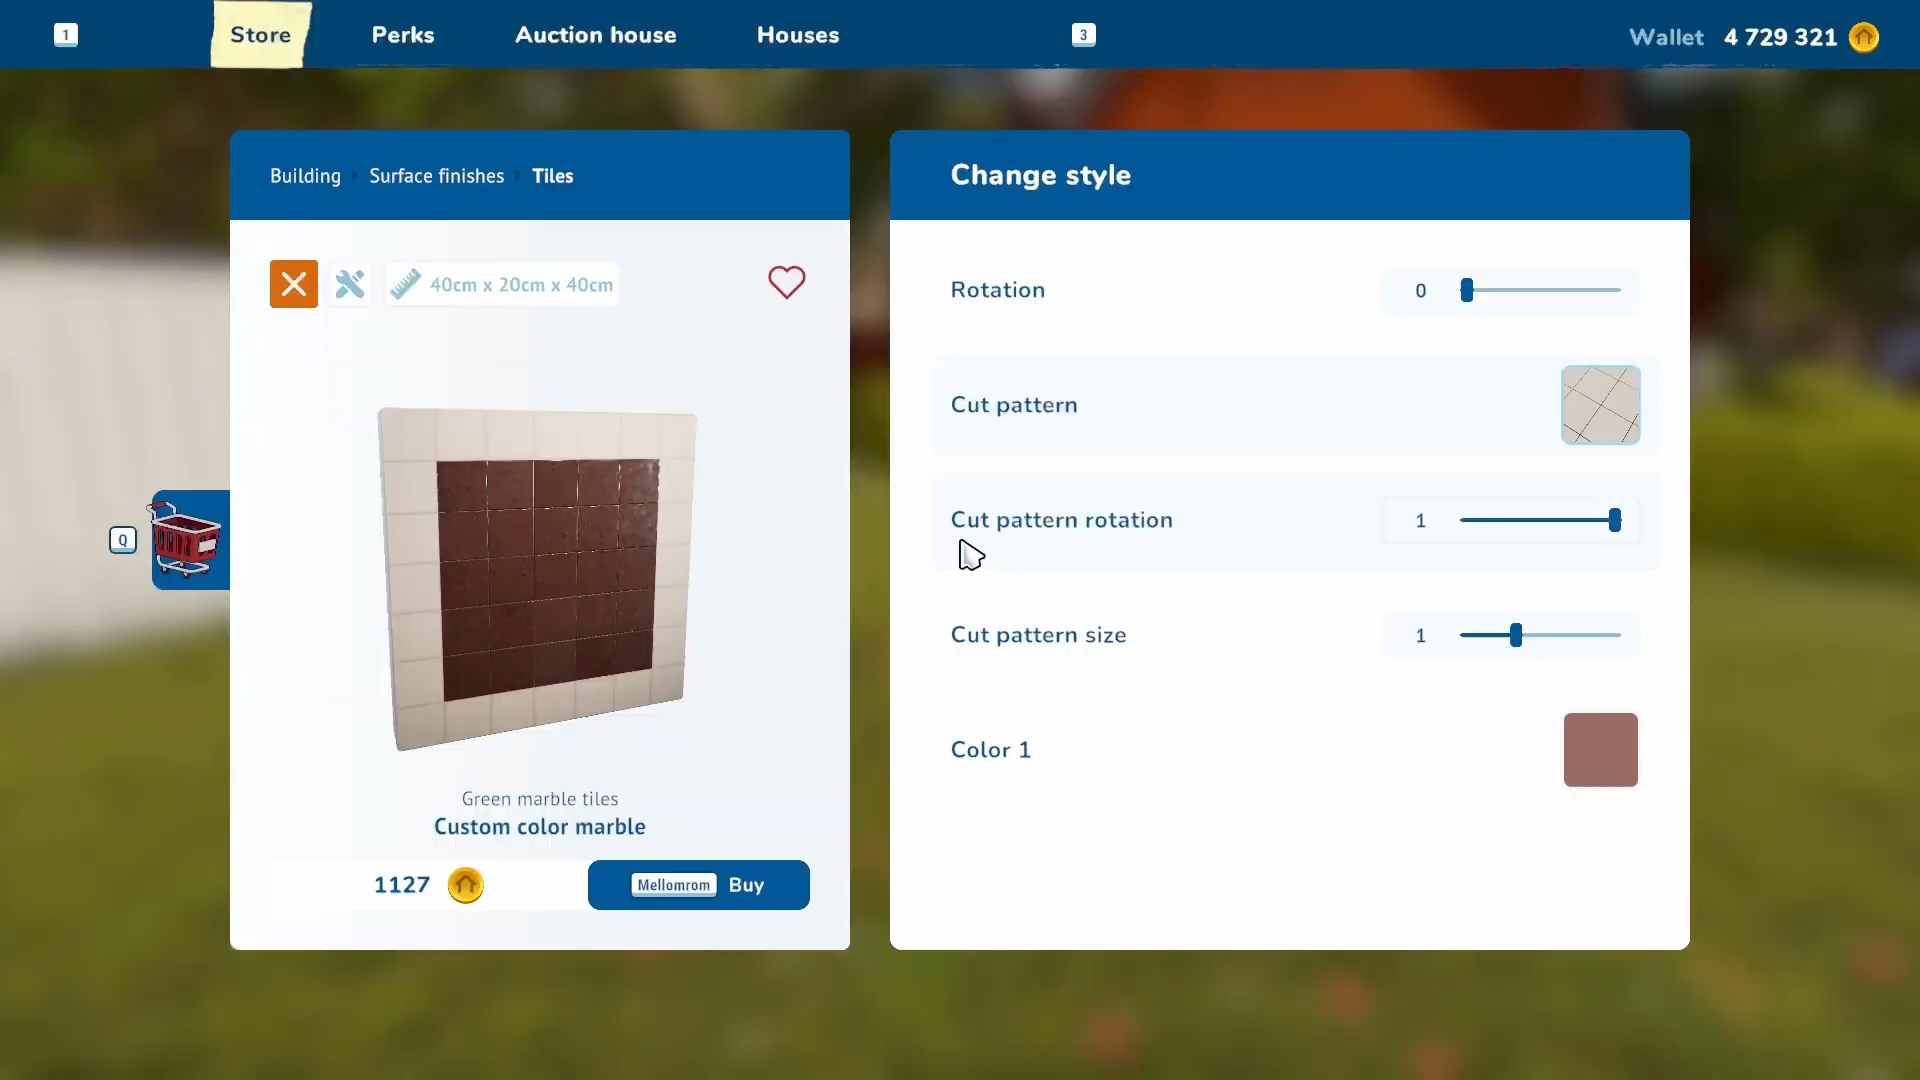 1 Store Perks Auction house Houses 3 Wallet 4 729 321
Building Surface finishes Tiles
Change style
40cm x 20cm x 40cm
Rotation 0
Cut pattern
Cut pattern rotation 1
Q
Cut pattern size 1
Color 1
Green marble tiles
Custom color marble
1127 Mellomrom Buy